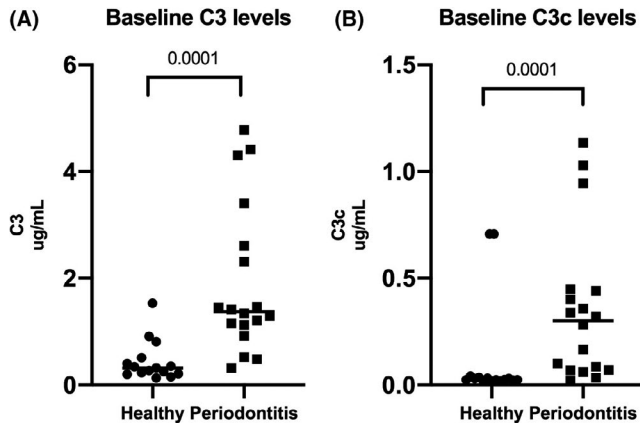 (A) Baseline C3 levels
0.0001
6
4
2
0
C3
ug/mL
Healthy Periodontitis
(B) Baseline C3c levels
0.0001
1.5
1.0
0.5
0.0
C3c
ug/mL
Healthy Periodontitis